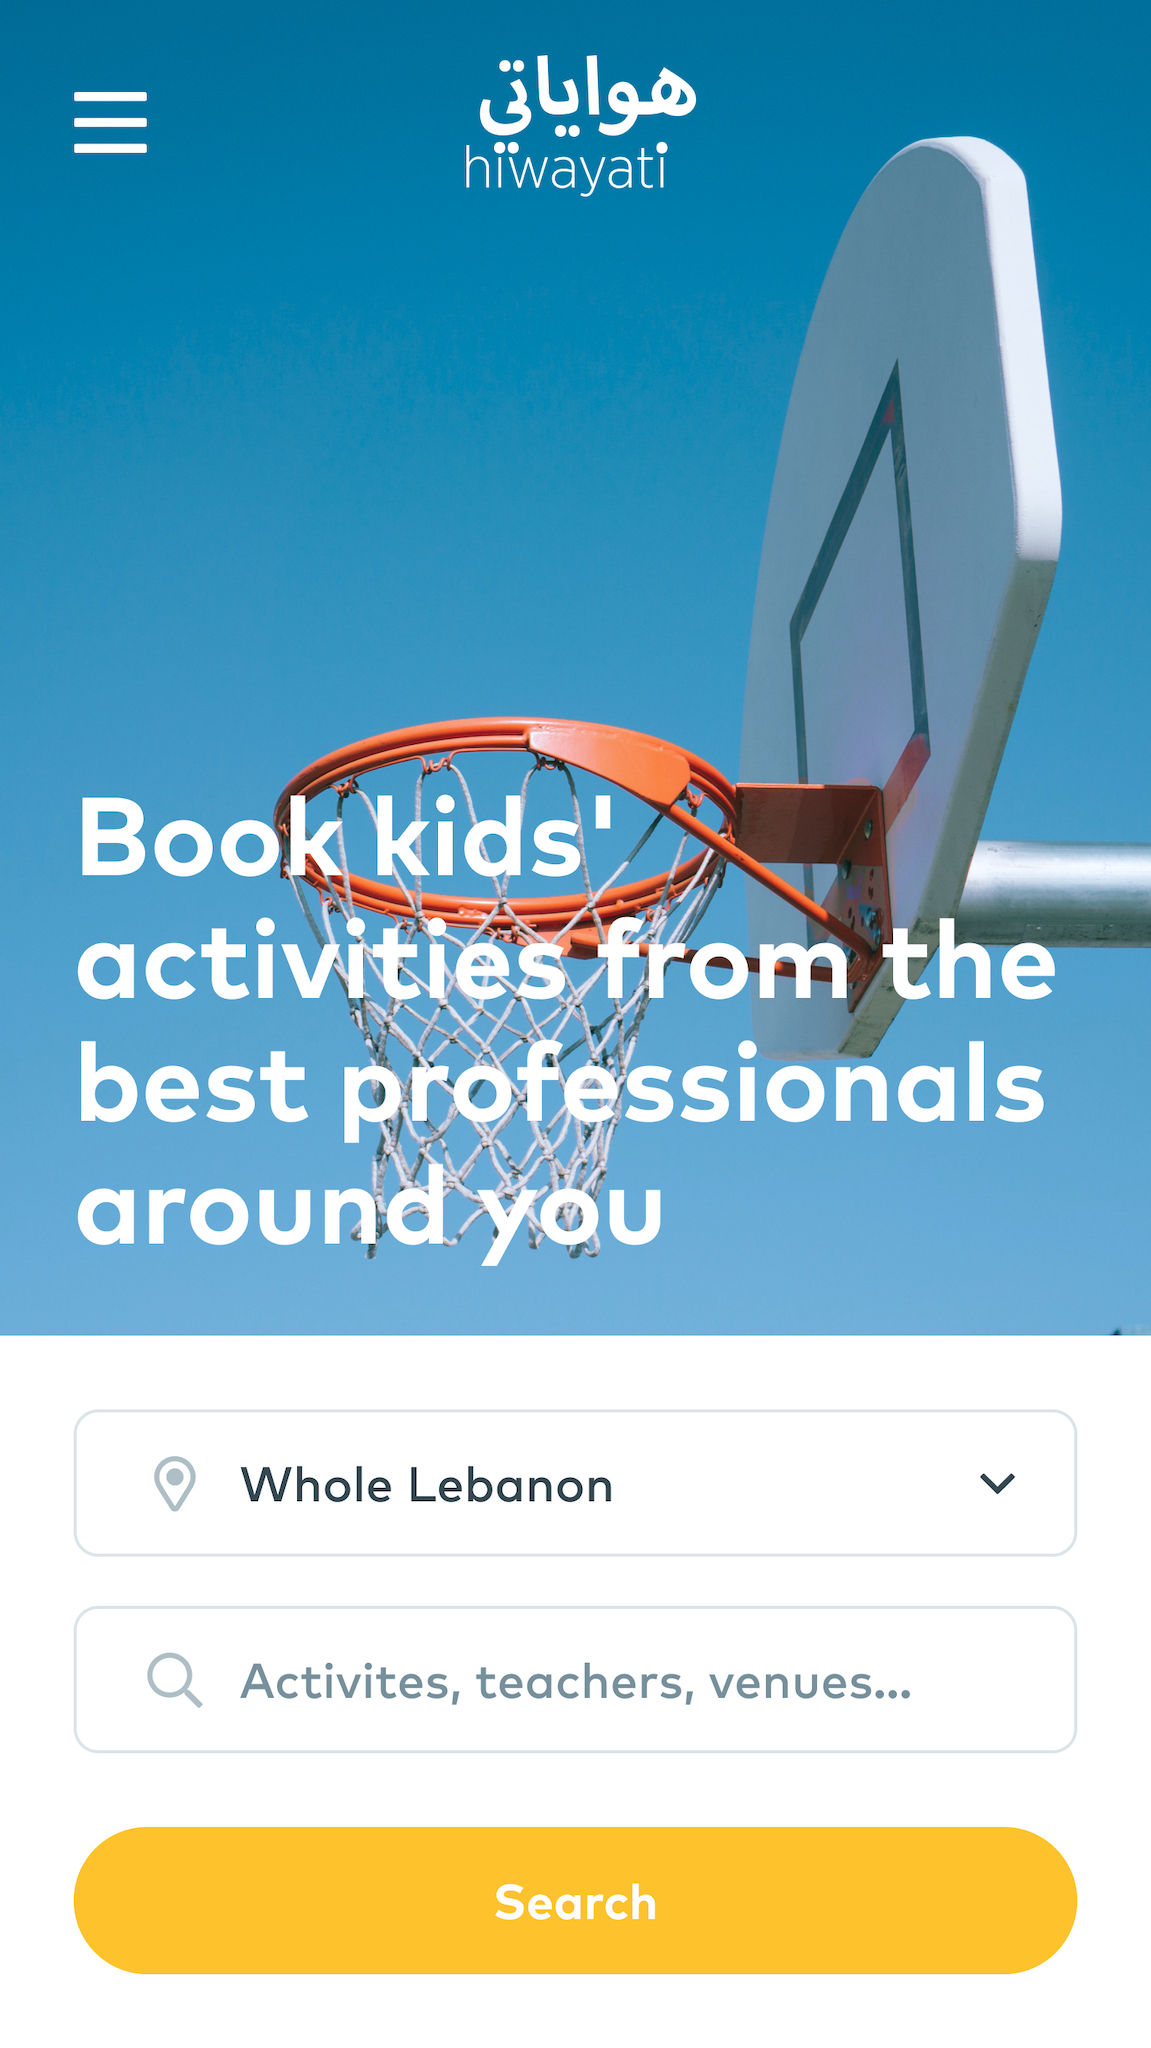 هواياتي
hiwayati
Book kids'
activities from the
best professionals
around you
Whole Lebanon
Activites, teachers, venues...
Search